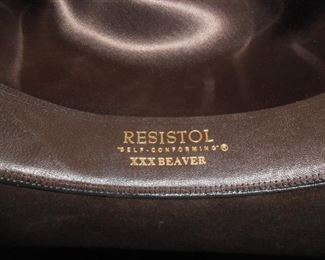 RESISTOL
"SELF-CONFORMING"®
XXX BEAVER